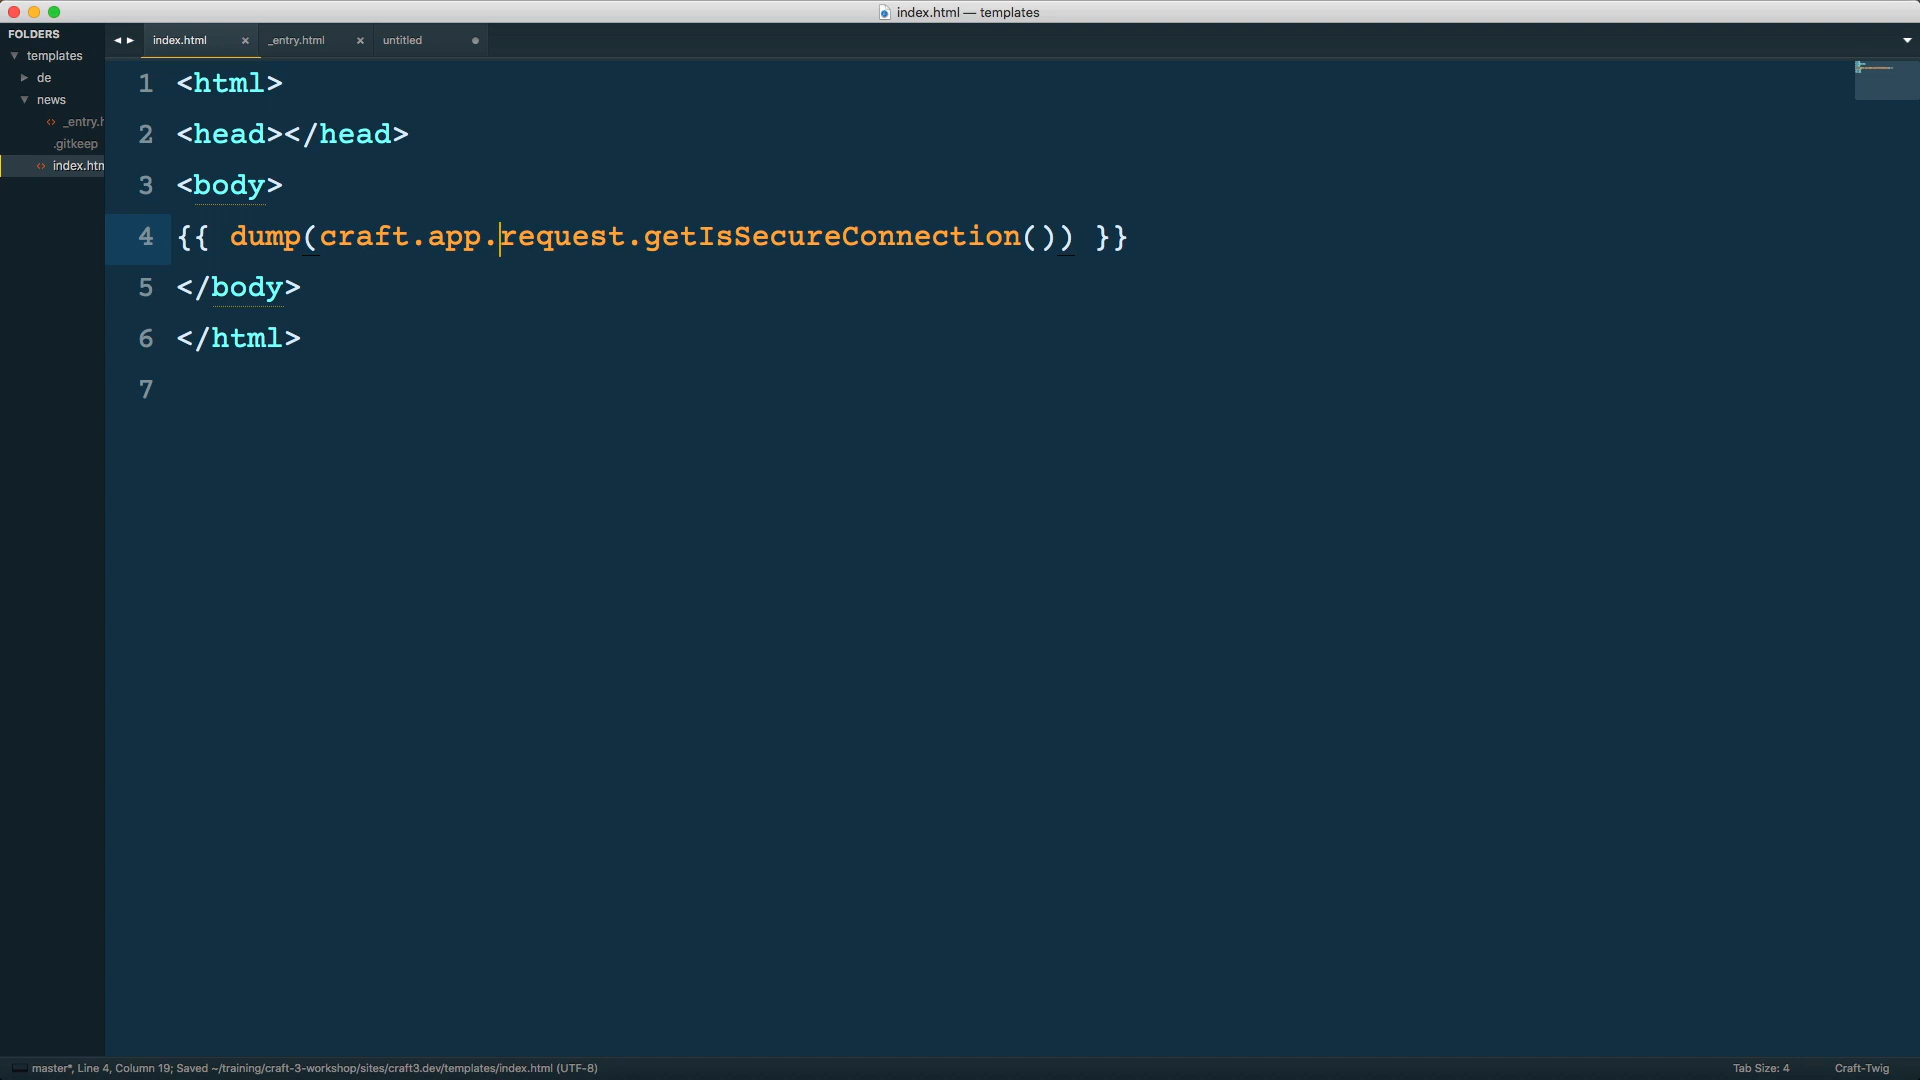 index.html — templates
FOLDERS
templates
de
news
_entry.h
.gitkeep
index.htm
index.html
_entry.html
untitled
1 <html>
2 <head></head>
3 <body>
4 {{ dump(craft.app.request.getIsSecureConnection()) }}
5 </body>
6 </html>
7
master*, Line 4, Column 19; Saved ~/training/craft-3-workshop/sites/craft3.dev/templates/index.html (UTF-8)
Tab Size: 4
Craft-Twig